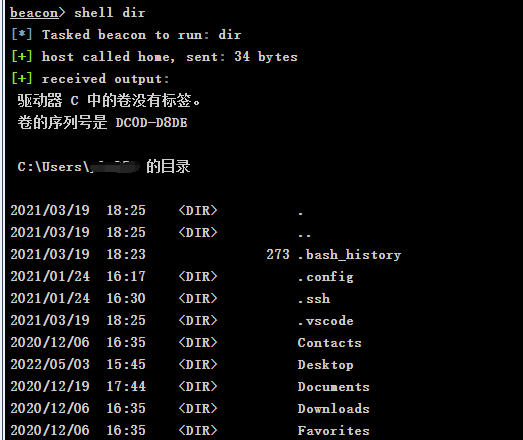 beacon> shell dir
[*] Tasked beacon to run: dir
[+] host called home, sent: 34 bytes
[+] received output:
驱动器 C 中的卷没有标签。
卷的序列号是 DC0D-D8DE
C:\Users\ 的目录
2021/03/19  18:25    <DIR>          .
2021/03/19  18:25    <DIR>          ..
2021/03/19  18:23               273 .bash_history
2021/01/24  16:17    <DIR>          .config
2021/01/24  16:30    <DIR>          .ssh
2021/03/19  18:25    <DIR>          .vscode
2020/12/06  16:35    <DIR>          Contacts
2022/05/03  15:45    <DIR>          Desktop
2020/12/19  17:44    <DIR>          Documents
2020/12/06  16:35    <DIR>          Downloads
2020/12/06  16:35    <DIR>          Favorites